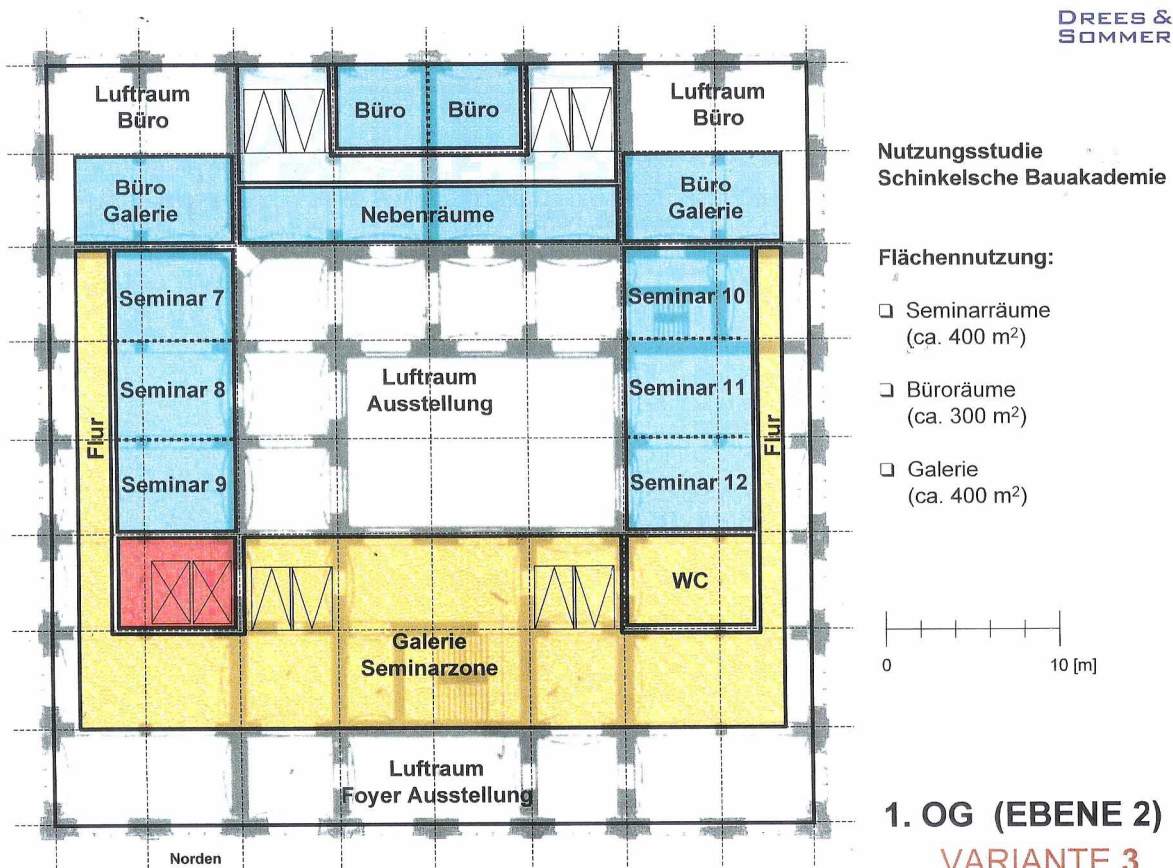 DREES &
SOMMER
Luftraum
Büro
Büro
Büro
Luftraum
Büro
Büro
Galerie
Nebenräume
Büro
Galerie
Nutzungsstudie
Schinkelsche Bauakademie
Flächennutzung:
❑ Seminarräume
(ca. 400 m²)
❑ Büroräume
(ca. 300 m²)
❑ Galerie
(ca. 400 m²)
Seminar 7
Seminar 8
Seminar 9
Flur
Luftraum
Ausstellung
Seminar 10
Seminar 11
Seminar 12
Flur
WC
Galerie
Seminarzone
Luftraum
Foyer Ausstellung
0 10 [m]
Norden
1. OG (EBENE 2)
VARIANTE 3